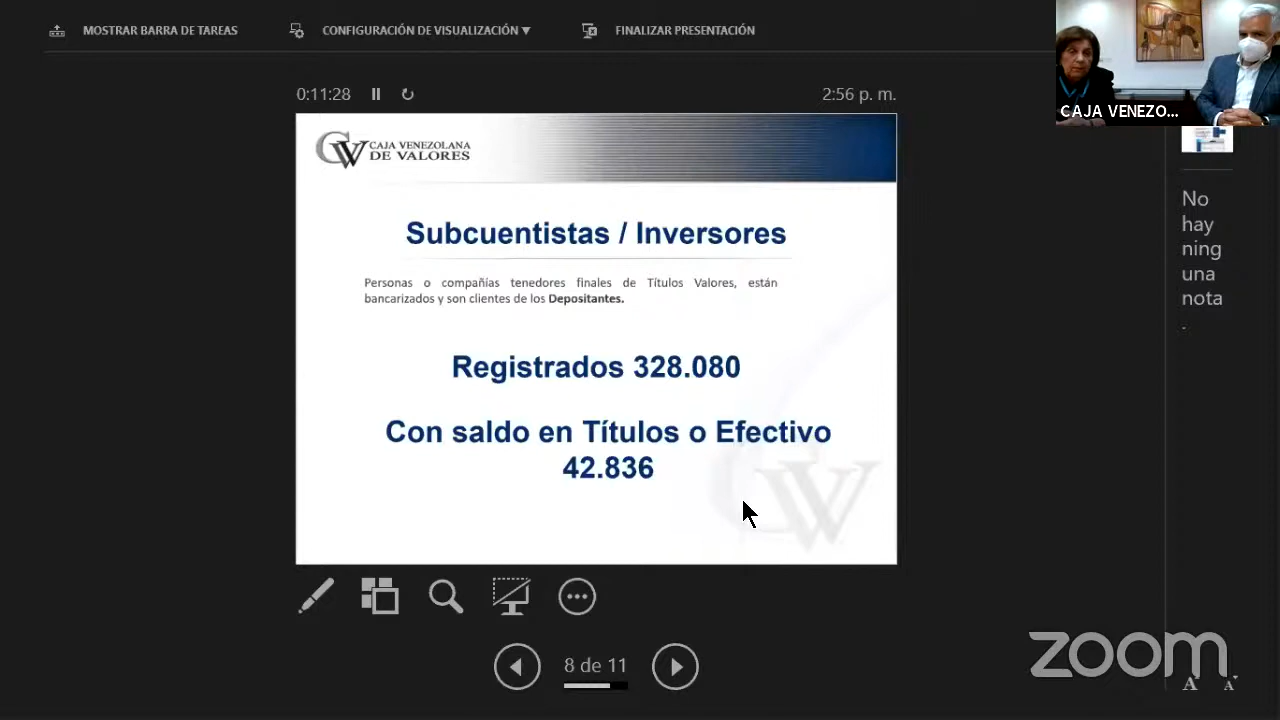 MOSTRAR BARRA DE TAREAS
CONFIGURACIÓN DE VISUALIZACIÓN ▼
FINALIZAR PRESENTACIÓN
CAJA VENEZO...
0:11:28
2:56 p. m.
CAJA VENEZOLANA
DE VALORES
Subcuentistas / Inversores
Personas o compañías tenedores finales de Títulos Valores, están
bancarizados y son clientes de los Depositantes.
Registrados 328.080
Con saldo en Títulos o Efectivo
42.836
No
hay
ning
una
nota
.
8 de 11
zoom
A A